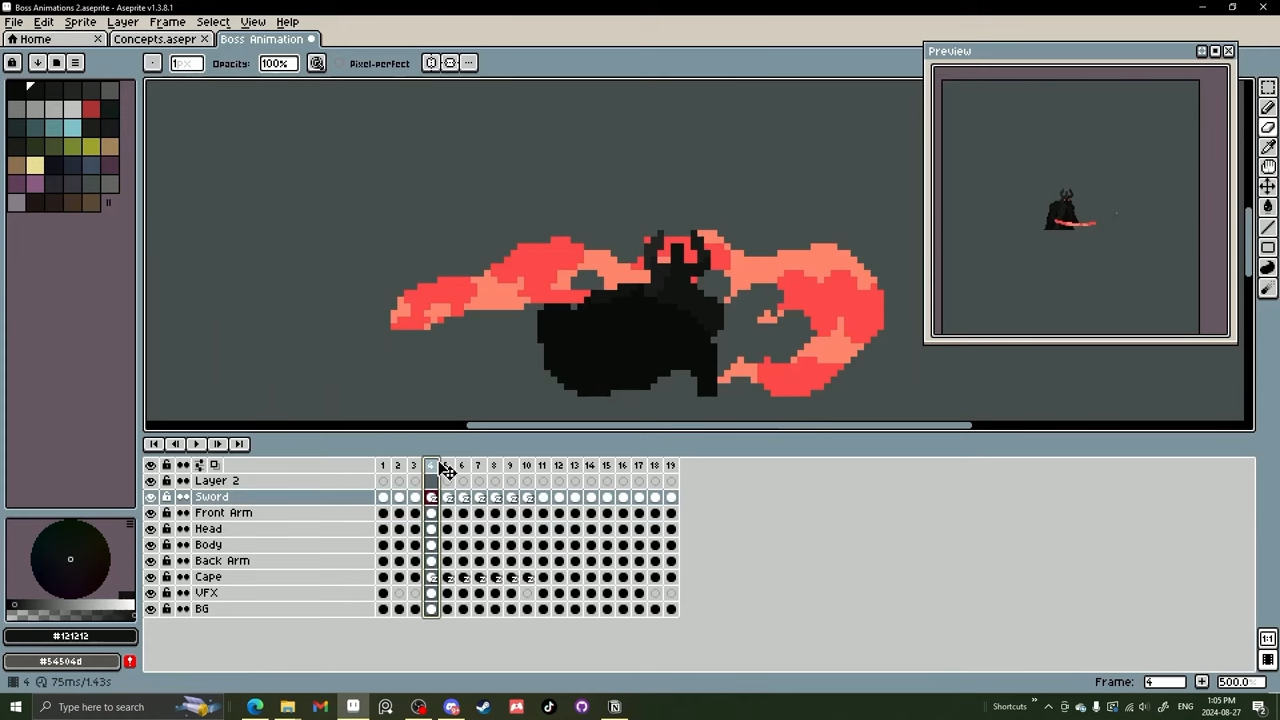 Boss Animations 2.aseprite - Aseprite v1.3.8.1
File Edit Sprite Layer Frame Select View Help
Home Concepts.asepr Boss Animation
1px Opacity: 100% Pixel-perfect
Preview
1 2 3 4 5 6 7 8 9 10 11 12 13 14 15 16 17 18 19
Layer 2
Sword
Front Arm
Head
Body
Back Arm
Cape
VFX
BG
#121212
#54504d
1:1
4 75ms/1.43s
Frame: 4 500.0
Type here to search
Shortcuts
1:05 PM
2024-08-27